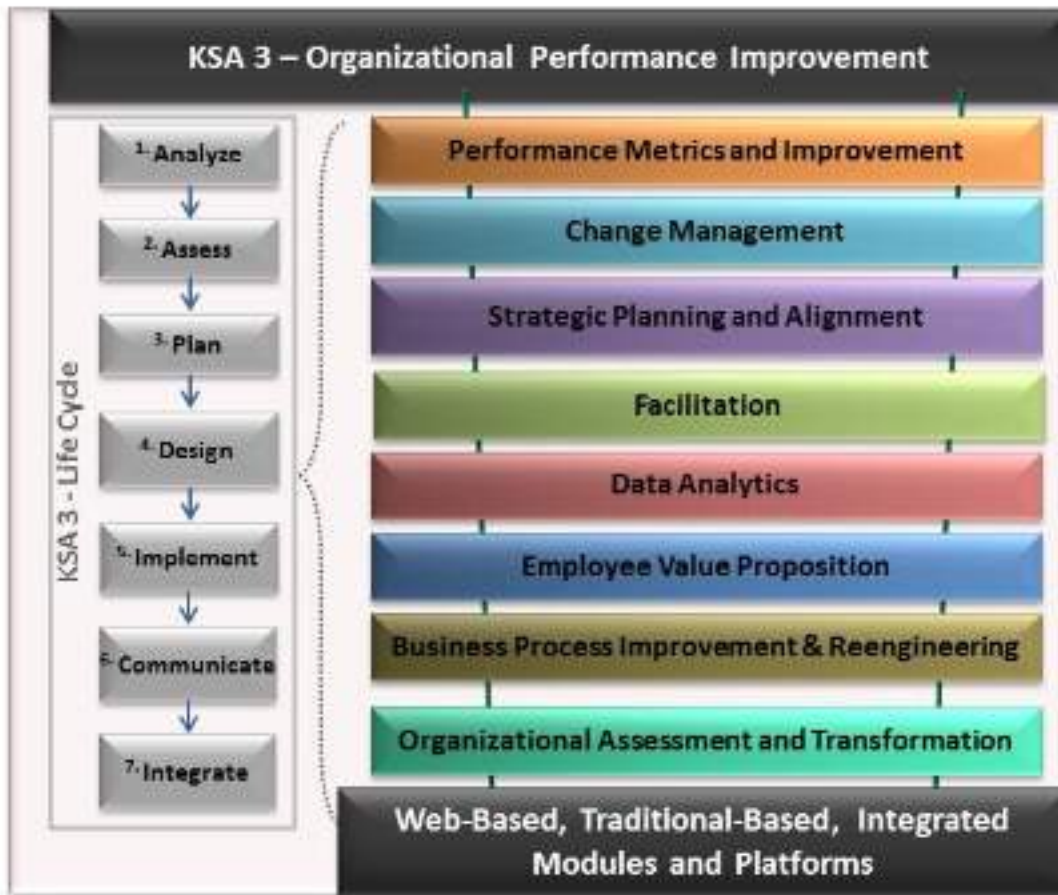 KSA 3 – Organizational Performance Improvement
KSA 3 - Life Cycle
1. Analyze
2. Assess
3. Plan
4. Design
5. Implement
6. Communicate
7. Integrate
Performance Metrics and Improvement
Change Management
Strategic Planning and Alignment
Facilitation
Data Analytics
Employee Value Proposition
Business Process Improvement & Reengineering
Organizational Assessment and Transformation
Web-Based, Traditional-Based, Integrated
Modules and Platforms